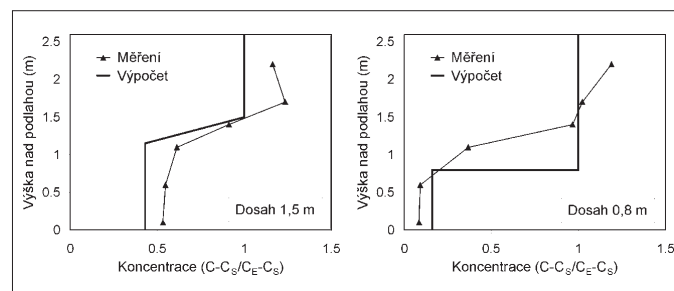 2.5
2
1.5
1
0.5
0
Výška nad podlahou (m)
Měření
Výpočet
Dosah 1,5 m
0
0.5
1
1.5
Koncentrace (C-CS/CE-CS)
2.5
2
1.5
1
0.5
0
Výška nad podlahou (m)
Měření
Výpočet
Dosah 0,8 m
0
0.5
1
1.5
Koncentrace (C-CS/CE-CS)